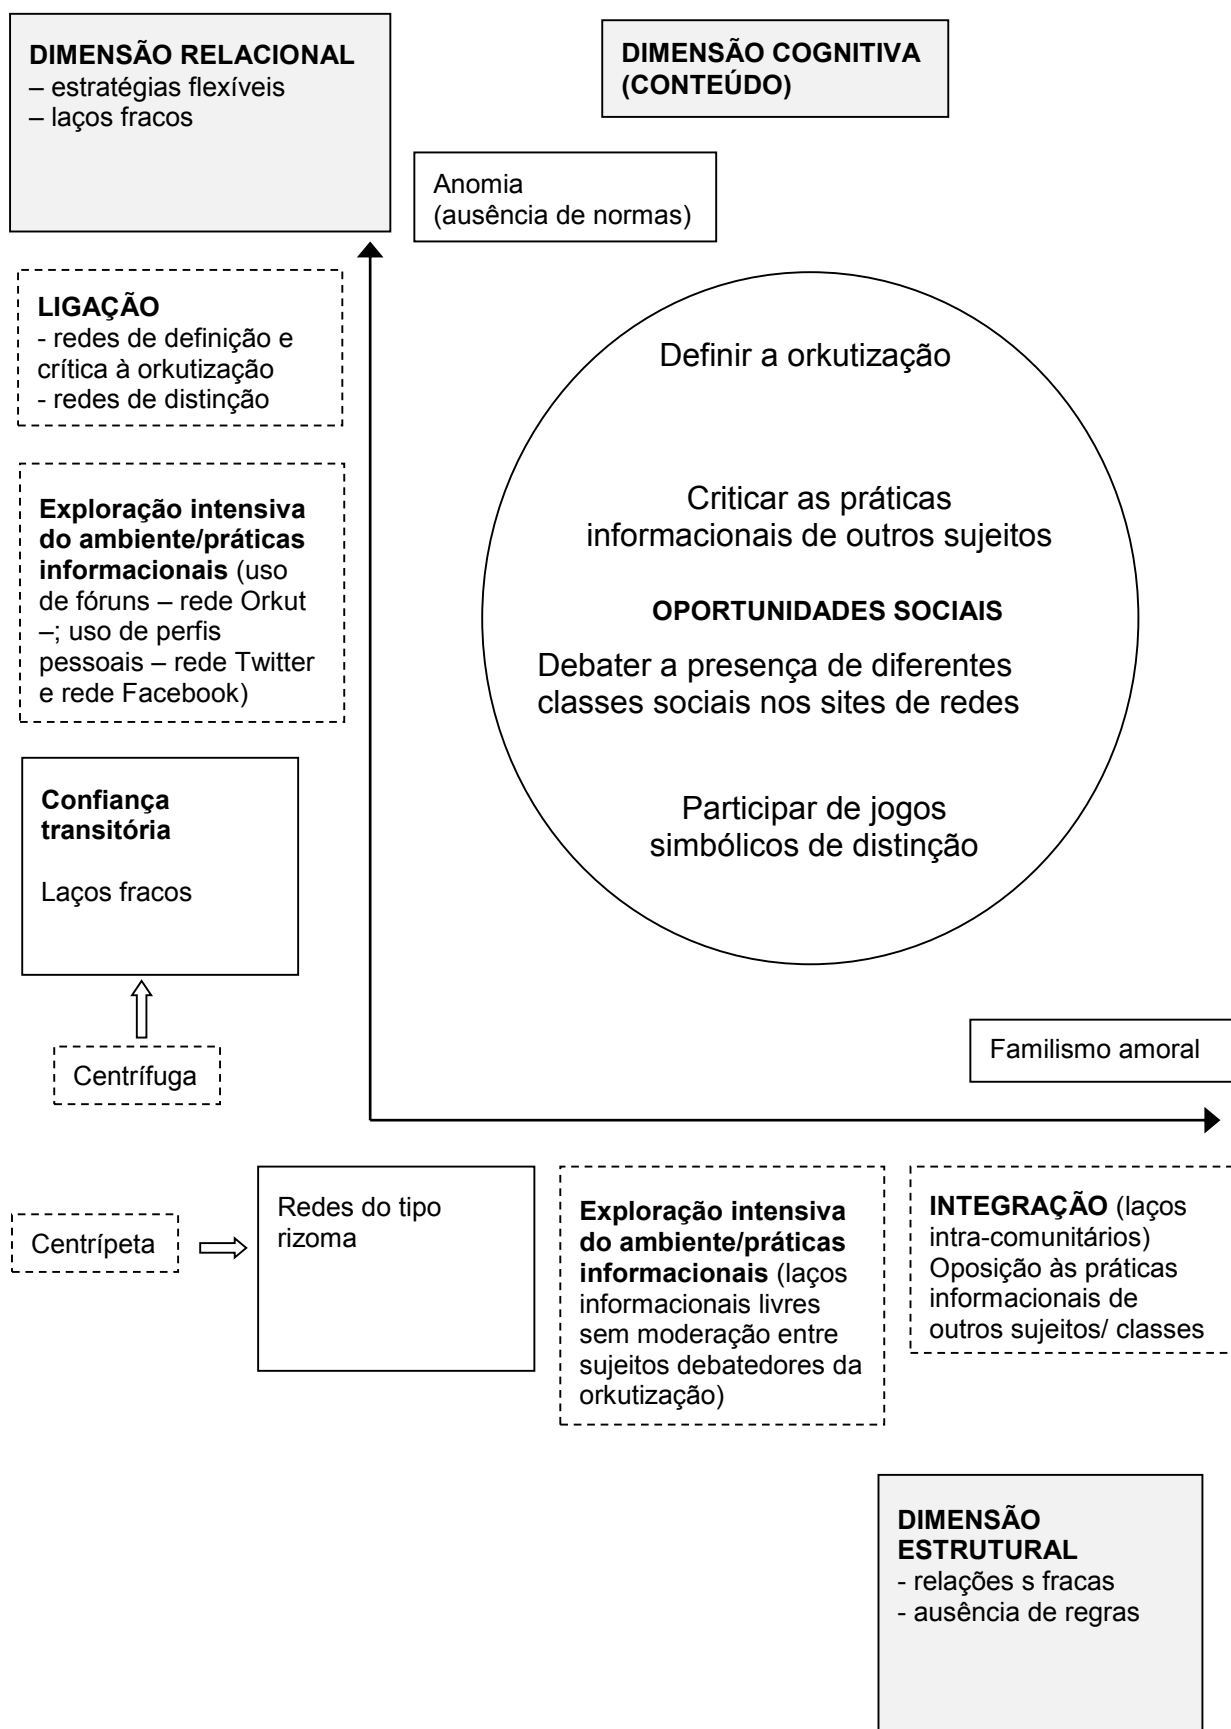 DIMENSÃO RELACIONAL
– estratégias flexíveis
– laços fracos
DIMENSÃO COGNITIVA
(CONTEÚDO)
Anomia
(ausência de normas)
LIGAÇÃO
- redes de definição e
crítica à orkutização
- redes de distinção
Exploração intensiva
do ambiente/práticas
informacionais (uso
de fóruns – rede Orkut
–; uso de perfis
pessoais – rede Twitter
e rede Facebook)
Confiança
transitória
Laços fracos
Centrífuga
Definir a orkutização
Criticar as práticas
informacionais de outros sujeitos
OPORTUNIDADES SOCIAIS
Debater a presença de diferentes
classes sociais nos sites de redes
Participar de jogos
simbólicos de distinção
Familismo amoral
Centrípeta
Redes do tipo
rizoma
Exploração intensiva
do ambiente/práticas
informacionais (laços
informacionais livres
sem moderação entre
sujeitos debatedores da
orkutização)
INTEGRAÇÃO (laços
intra-comunitários)
Oposição às práticas
informacionais de
outros sujeitos/ classes
DIMENSÃO
ESTRUTURAL
- relações s fracas
- ausência de regras